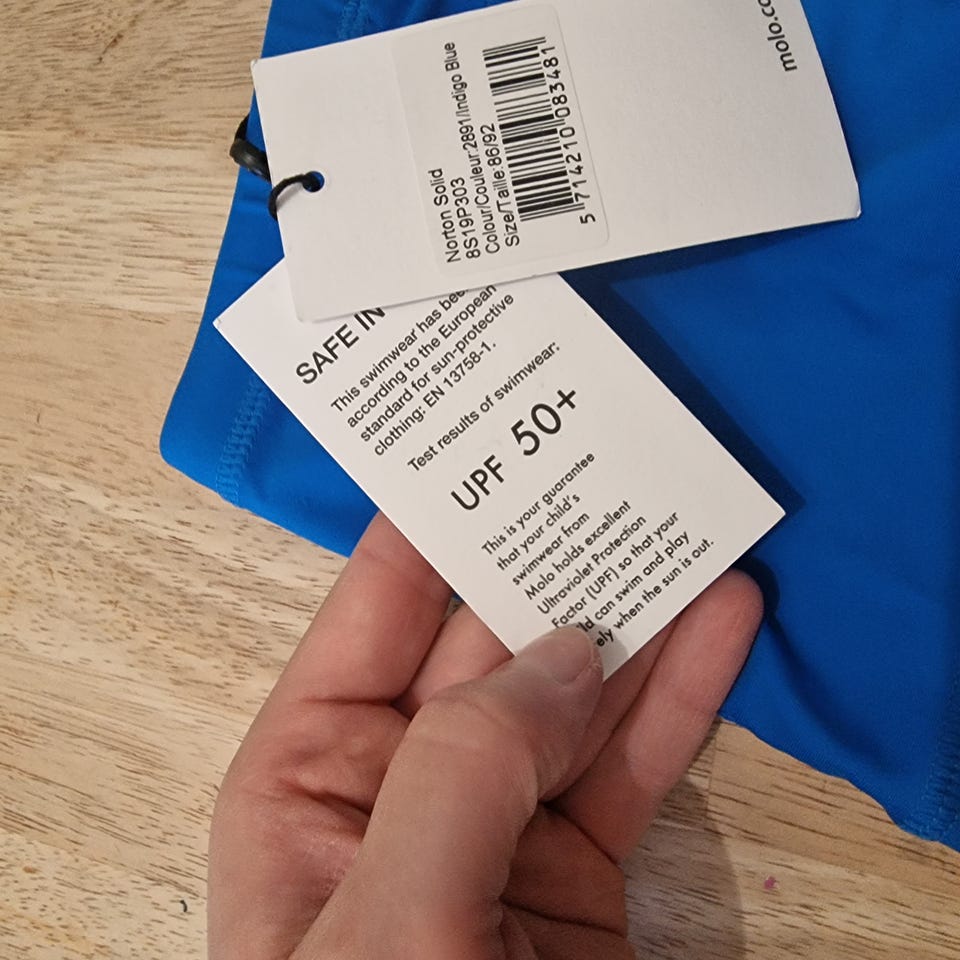 molo.co
Norton Solid
8S19P303
Colour/Couleur:2891/Indigo Blue
Size/Taille:86/92
5 714210 083481
SAFE IN
This swimwear has bee
according to the European
standard for sun-protective
clothing: EN 13758-1.
Test results of swimwear:
UPF 50+
This is your guarantee
that your child's
swimwear from
Molo holds excellent
Ultraviolet Protection
Factor (UPF) so that your
ild can swim and play
ely when the sun is out.